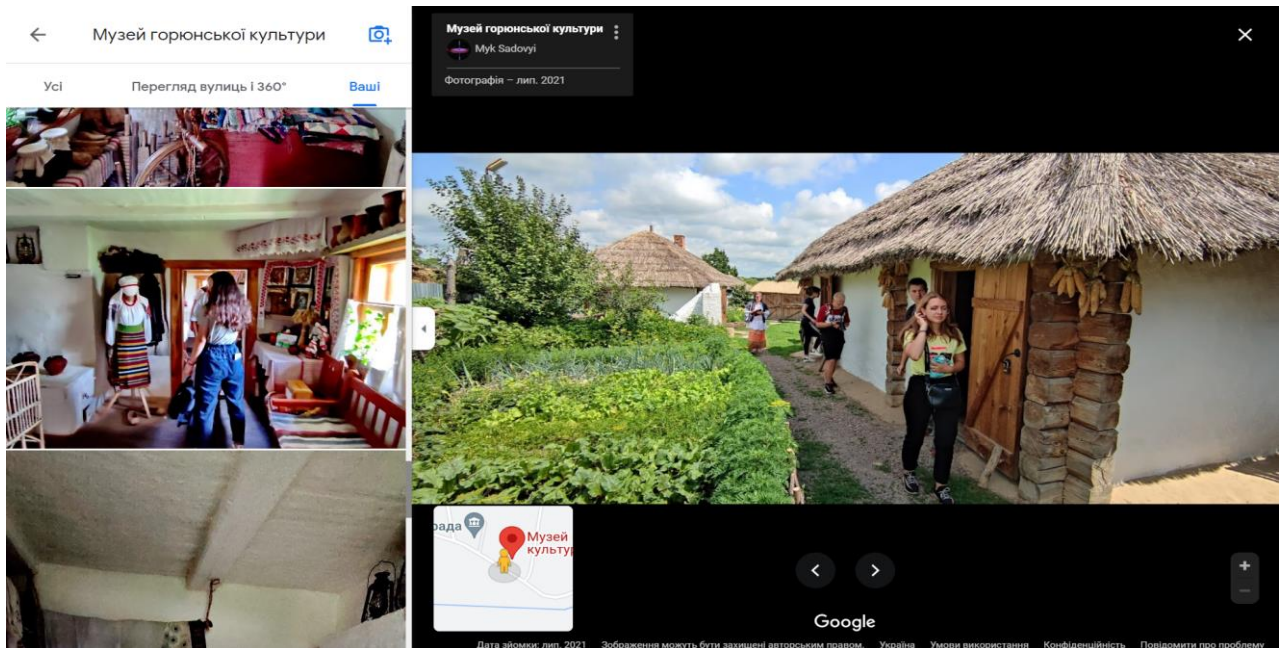 Музей горюнської культури
Усі
Перегляд вулиць і 360°
Ваші
Музей горюнської культури
Myk Sadovyi
Фотографія – лип. 2021
рада
Музей
культур
Google
Дата зйомки: лип. 2021 Зображення можуть бути захищені авторським правом. Україна Умови використання Конфіденційність Повідомити про проблему